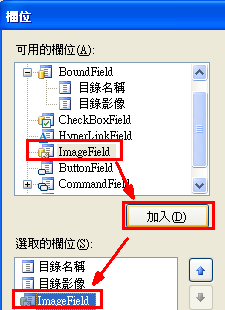 欄位
可用的欄位(A):
BoundField
目錄名稱
目錄影像
CheckBoxField
HyperLinkField
ImageField
ButtonField
CommandField
加入(D)
選取的欄位(S):
目錄名稱
目錄影像
ImageField